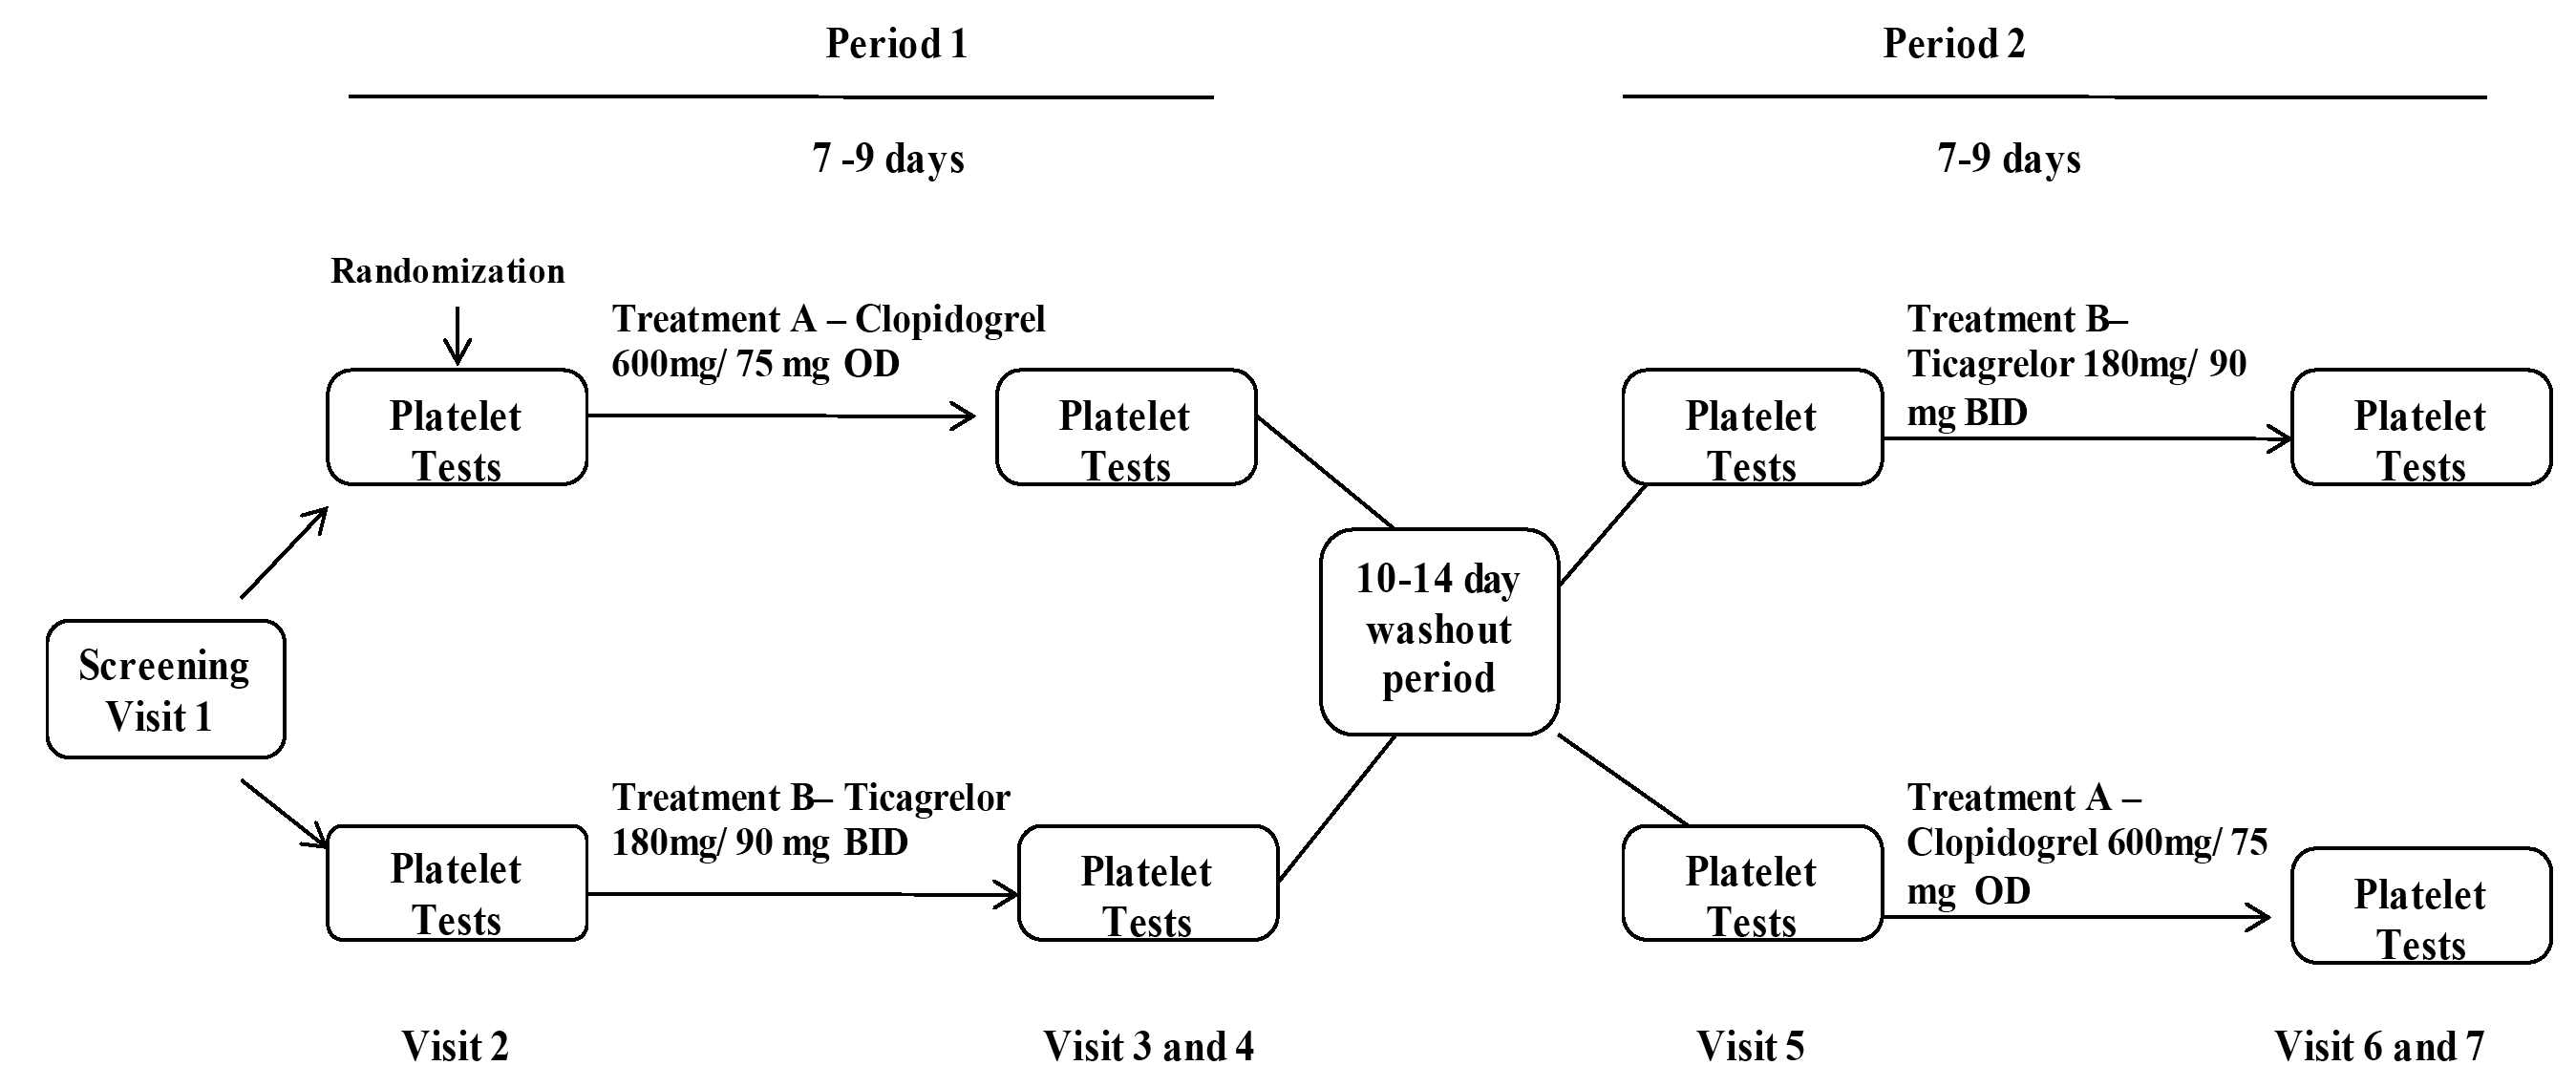 Period 1
Period 2
7 -9 days
7-9 days
Randomization
Treatment A – Clopidogrel
600mg/ 75 mg OD
Treatment B–
Ticagrelor 180mg/ 90
mg BID
Platelet
Tests
Platelet
Tests
Platelet
Tests
Platelet
Tests
10-14 day
washout
period
Screening
Visit 1
Treatment B– Ticagrelor
180mg/ 90 mg BID
Treatment A –
Clopidogrel 600mg/ 75
mg OD
Platelet
Tests
Platelet
Tests
Platelet
Tests
Platelet
Tests
Visit 2
Visit 3 and 4
Visit 5
Visit 6 and 7